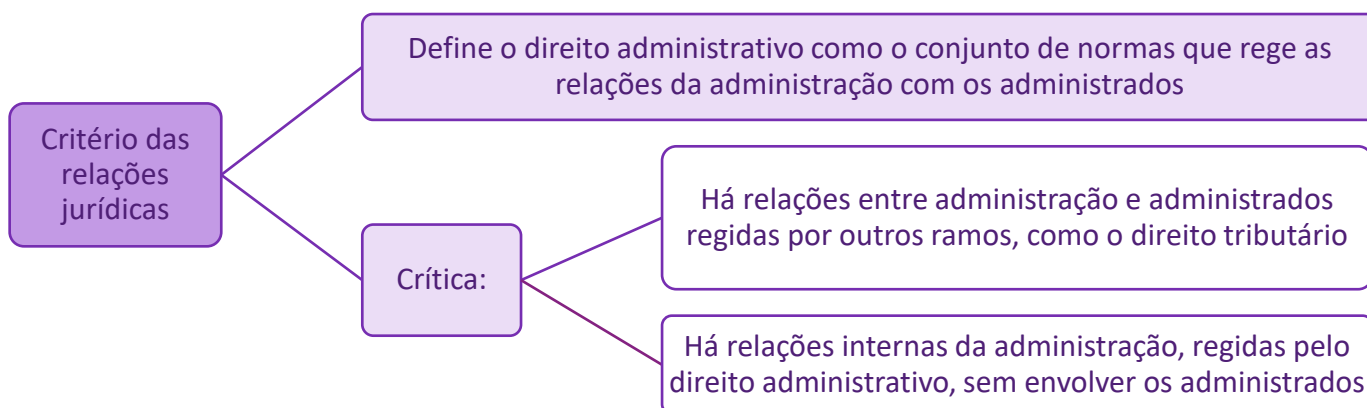 Define o direito administrativo como o conjunto de normas que rege as
relações da administração com os administrados
Critério das
relações
jurídicas
Há relações entre administração e administrados
regidas por outros ramos, como o direito tributário
Crítica:
Há relações internas da administração, regidas pelo
direito administrativo, sem envolver os administrados